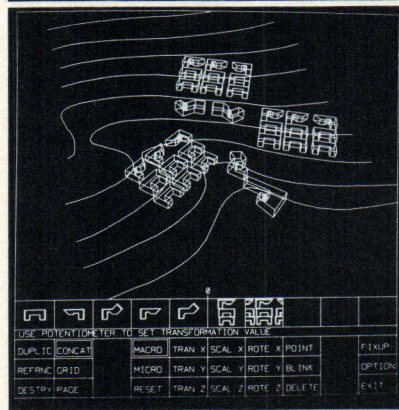 0
USE POTENTIOMETER TO SET TRANSFORMATION VALUE
DUPLIC CONCAT MACRO TRAN X SCAL X ROTE X POINT FIXUP
REFRNC GRID MICRO TRAN Y SCAL Y ROTE Y BLINK OPTION
DESTRY PAGE RESET TRAN Z SCAL Z ROTE Z DELETE EXIT